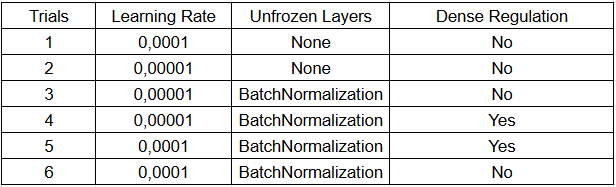 Trials Learning Rate Unfrozen Layers Dense Regulation
1 0,0001 None No
2 0,00001 None No
3 0,00001 BatchNormalization No
4 0,00001 BatchNormalization Yes
5 0,0001 BatchNormalization Yes
6 0,0001 BatchNormalization No